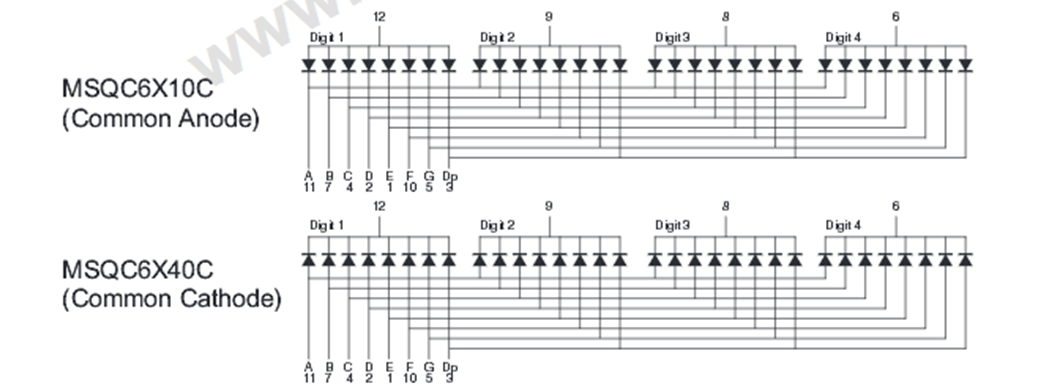 www.
12 9 8 6
Digit 1 Digit 2 Digit 3 Digit 4
MSQC6X10C
(Common Anode)
A B C D E F G Dp
11 7 4 2 1 10 5 3
12 9 8 6
Digit 1 Digit 2 Digit 3 Digit 4
MSQC6X40C
(Common Cathode)
A B C D E F G Dp
11 7 4 2 1 10 5 3